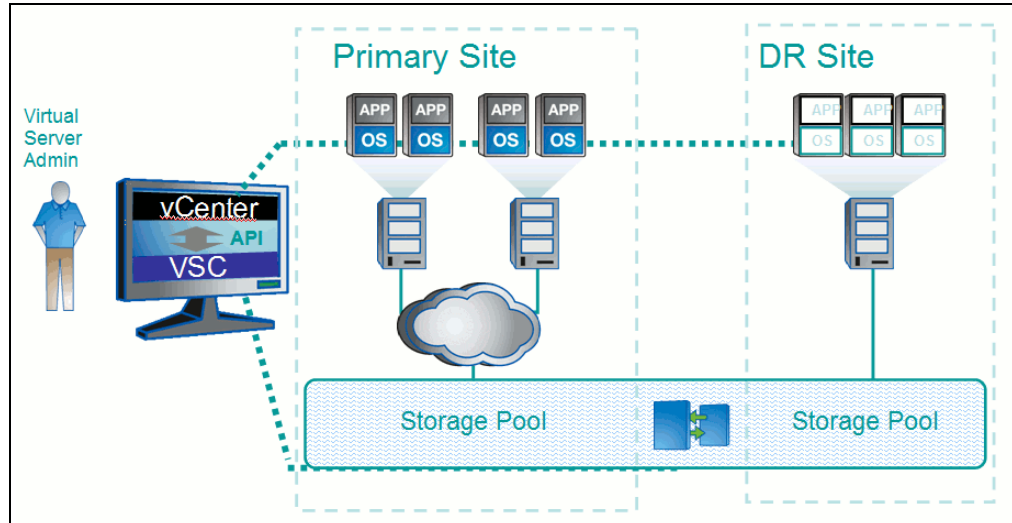 Primary Site
DR Site
Virtual
Server
Admin
APP
APP
APP
APP
OS
OS
OS
OS
APP
APP
APP
OS
OS
OS
vCenter
API
VSC
Storage Pool
Storage Pool